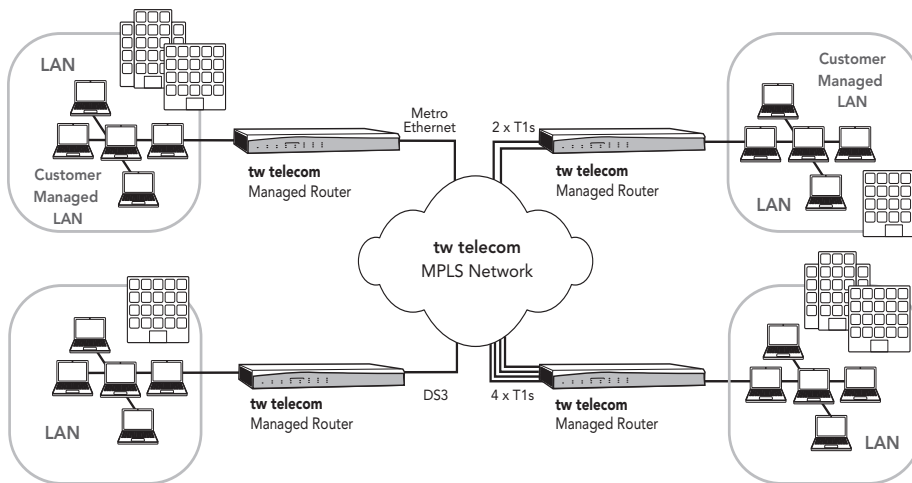 LAN
Customer
Managed
LAN
tw telecom
Managed Router
Metro
Ethernet
2 x T1s
tw telecom
Managed Router
Customer
Managed
LAN
LAN
tw telecom
MPLS Network
LAN
tw telecom
Managed Router
DS3
4 x T1s
tw telecom
Managed Router
LAN